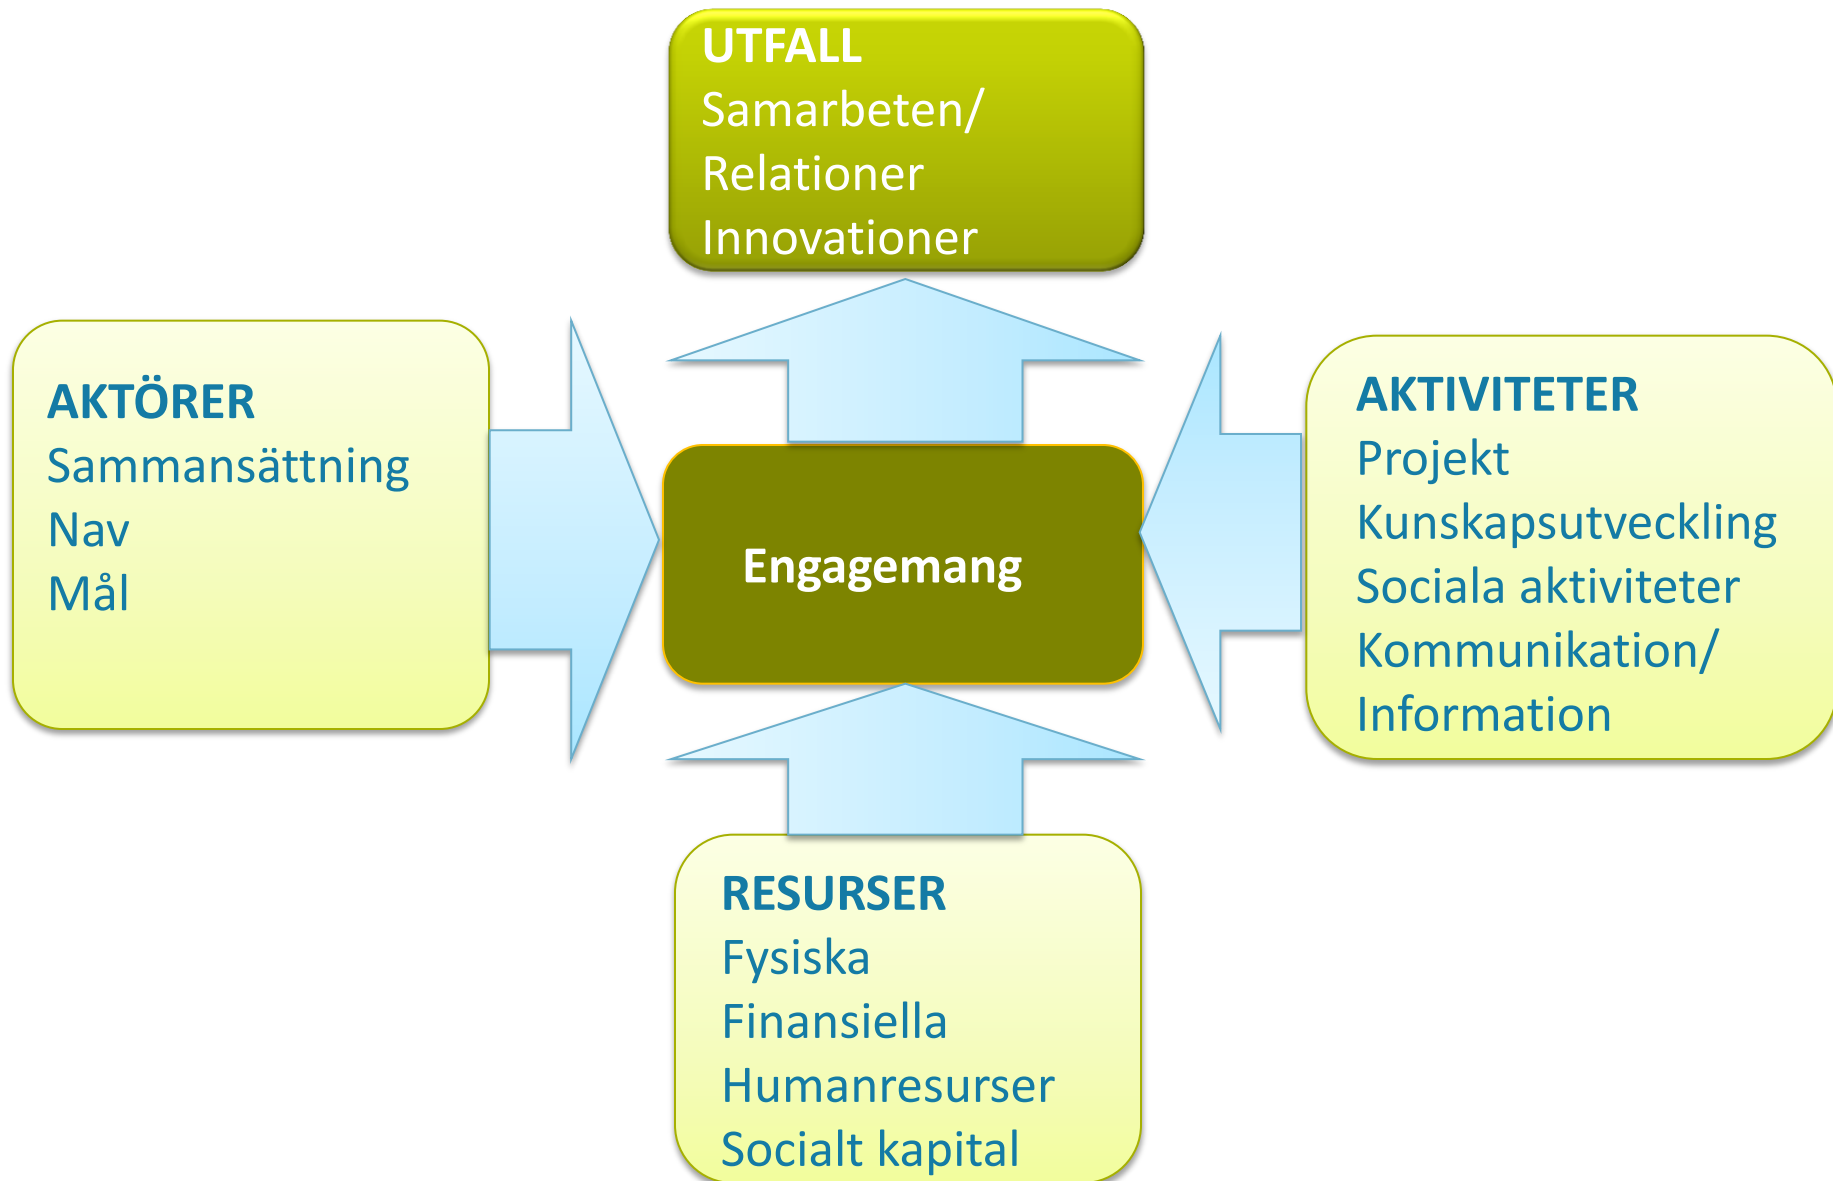 UTFALL
Samarbeten/
Relationer
Innovationer
AKTÖRER
Sammansättning
Nav
Mål
Engagemang
AKTIVITETER
Projekt
Kunskapsutveckling
Sociala aktiviteter
Kommunikation/
Information
RESURSER
Fysiska
Finansiella
Humanresurser
Socialt kapital